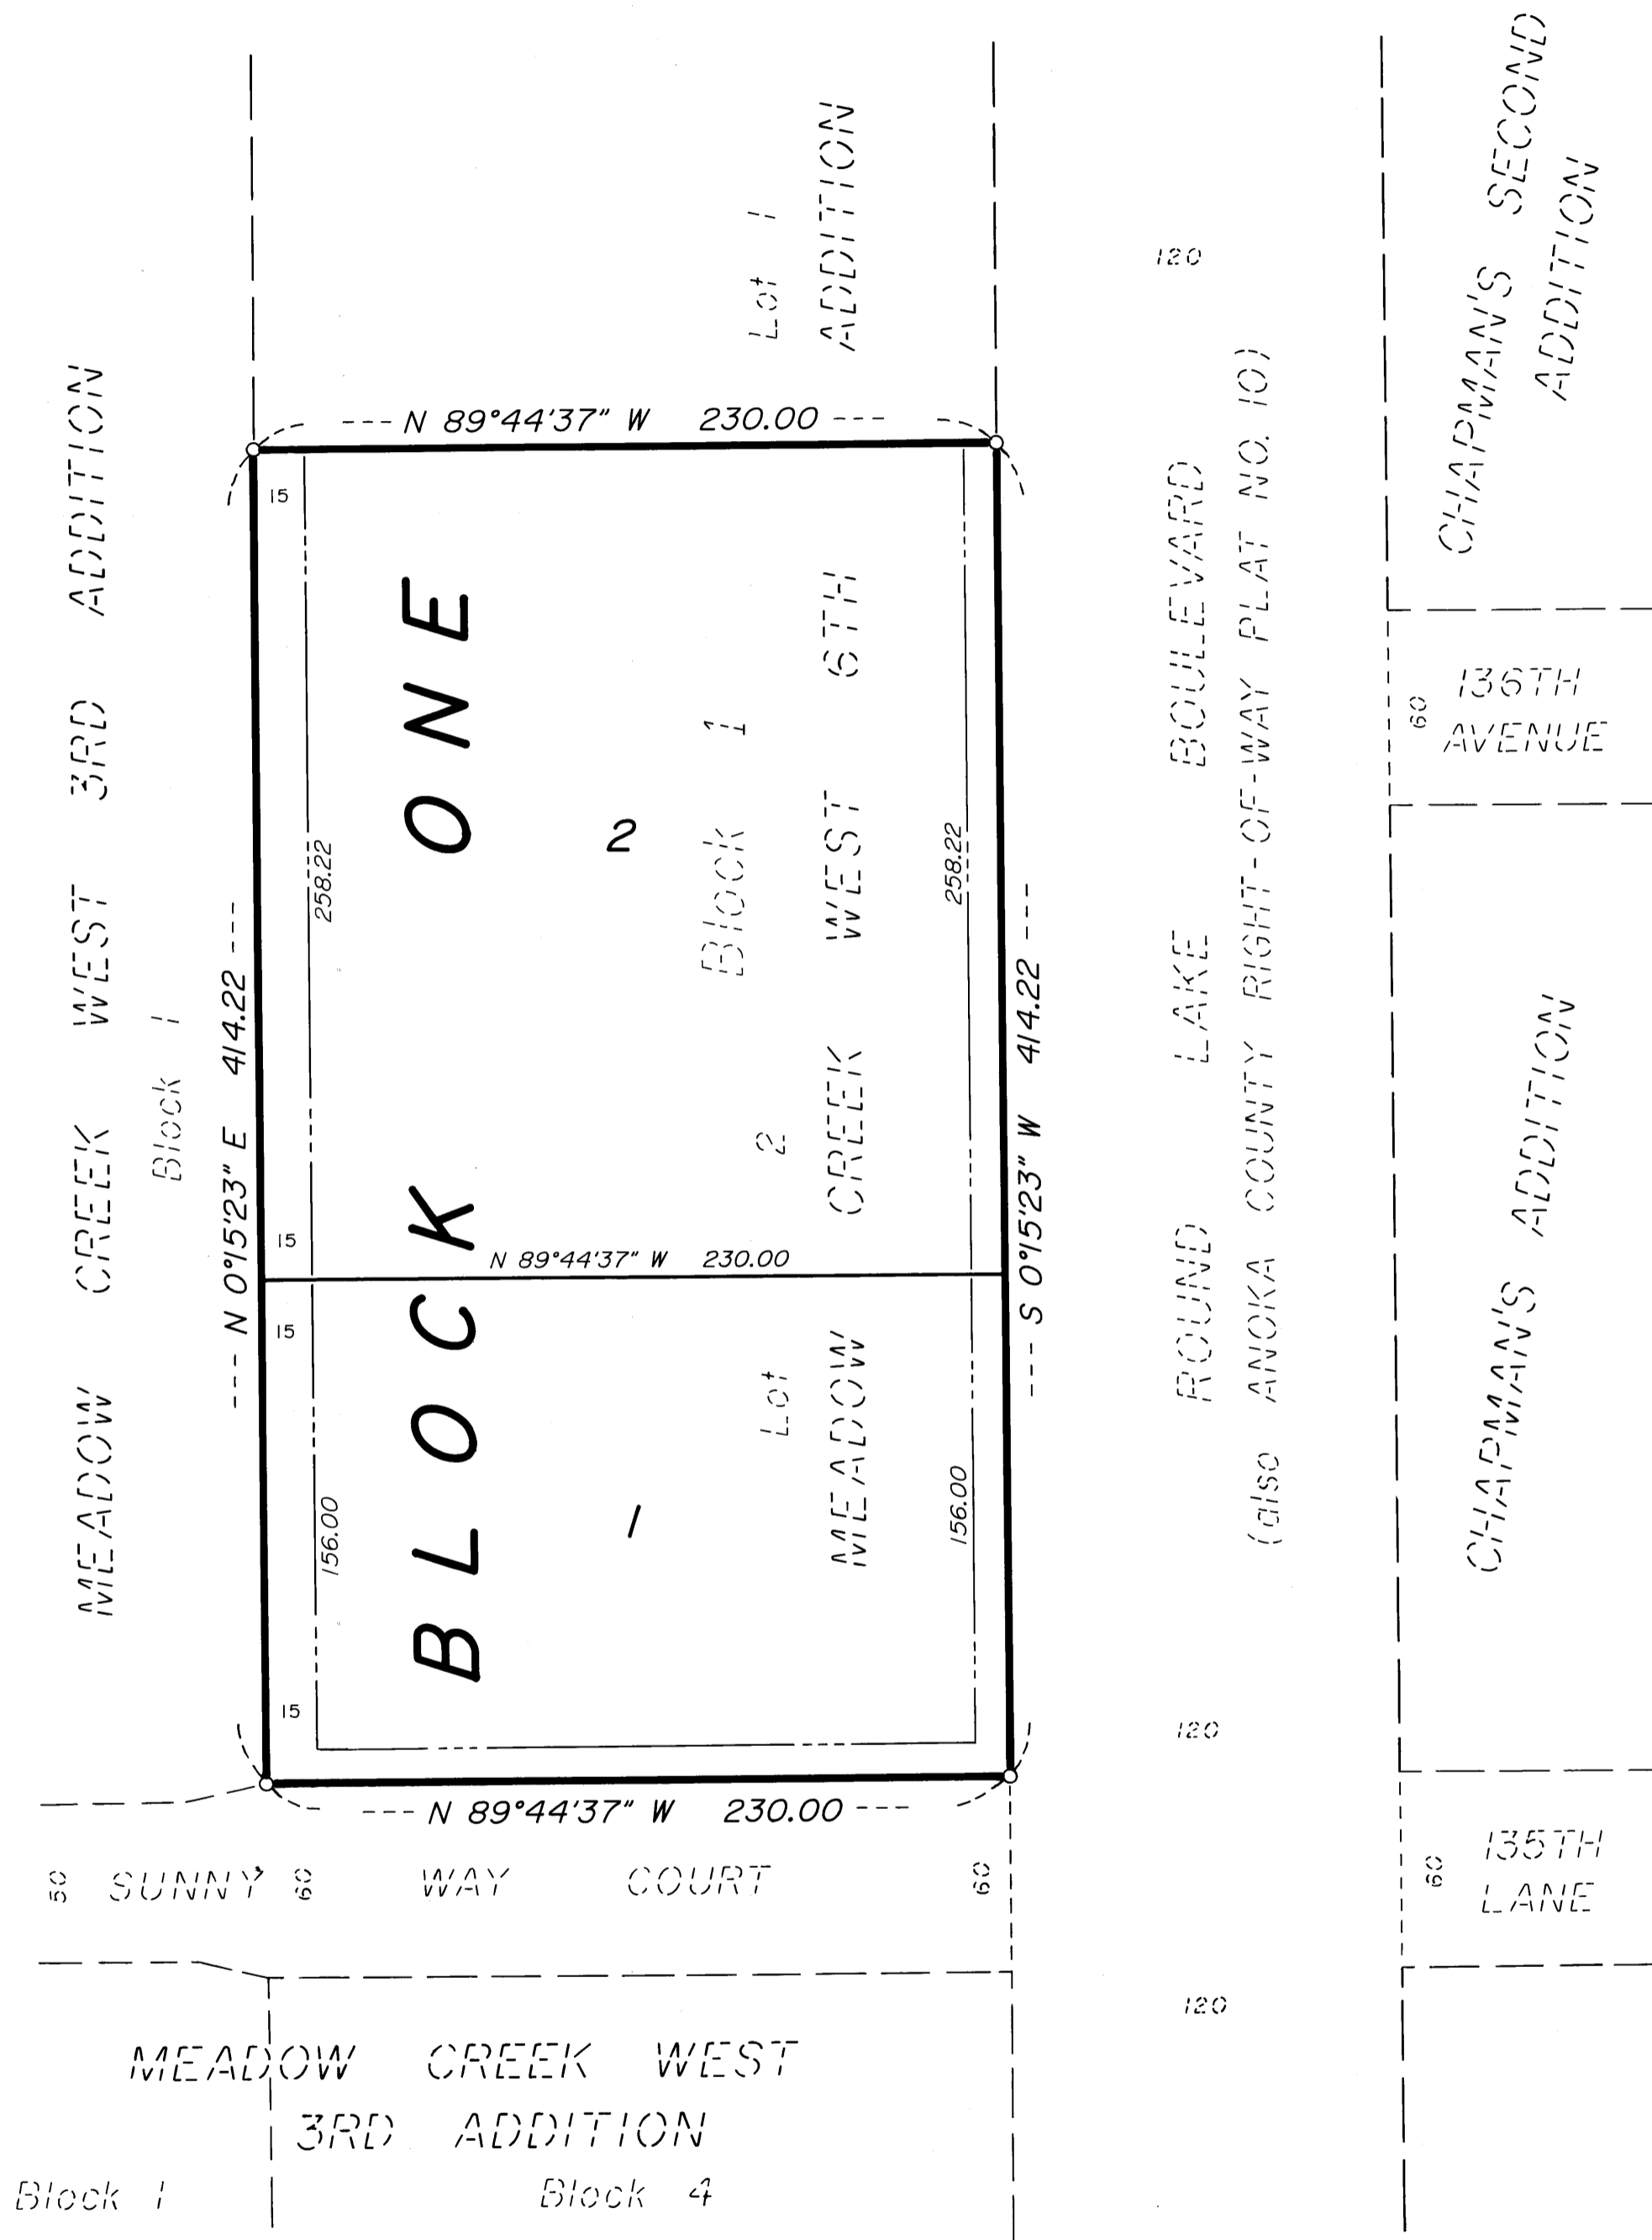 CHAPMAN'S SECOND
ADDITION
Lot 1
ADDITION
120
--- N 89°44'37" W 230.00 ---
15
MEADOW CREEK WEST 3RD ADDITION
Block 1
--- N 0°15'23" E 414.22 ---
258.22
BLOCK ONE
2
Block 1
Lot 2
MEADOW CREEK WEST 6TH
258.22
--- S 0°15'23" W 414.22 ---
ROUND LAKE BOULEVARD
(also ANOKA COUNTY RIGHT-OF-WAY PLAT NO. 10)
60
136TH
AVENUE
CHAPMAN'S ADDITION
15
N 89°44'37" W 230.00
15
156.00
1
156.00
15
120
--- N 89°44'37" W 230.00 ---
50 SUNNY 60 WAY COURT 60
60
135TH
LANE
120
MEADOW CREEK WEST
3RD ADDITION
Block 1
Block 4